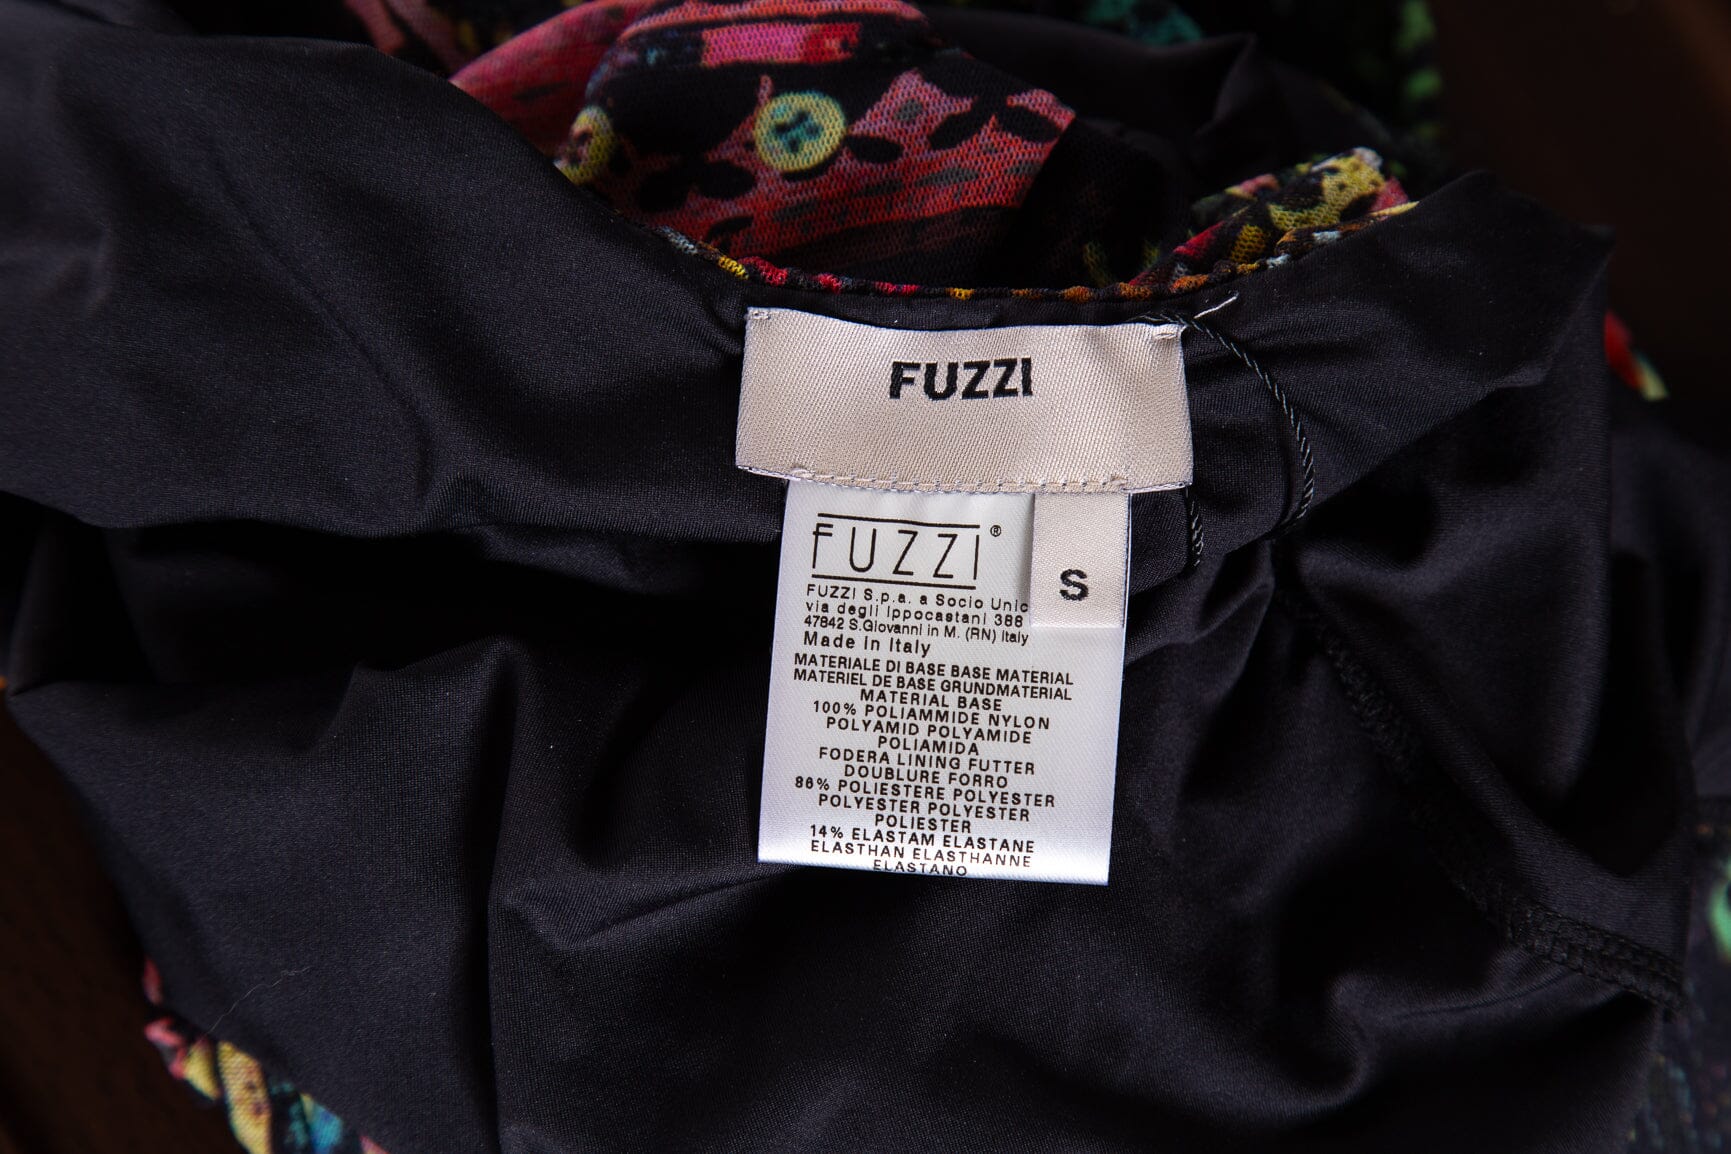 FUZZI
FUZZI®
S
FUZZI S.p.a. a Socio Unic
via degli Ippocastani 388
47842 S.Giovanni in M. (RN) Italy
Made in Italy
MATERIALE DI BASE BASE MATERIAL
MATERIEL DE BASE GRUNDMATERIAL
MATERIAL BASE
100% POLIAMMIDE NYLON
POLYAMID POLYAMIDE
POLIAMIDA
FODERA LINING FUTTER
DOUBLURE FORRO
86% POLIESTERE POLYESTER
POLYESTER POLYESTER
POLIESTER
14% ELASTAM ELASTANE
ELASTHAN ELASTHANNE
ELASTANO